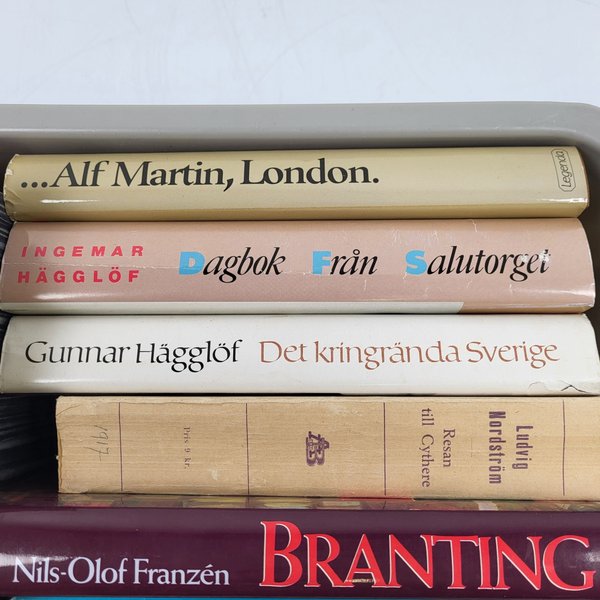 ...Alf Martin, London.
Legenda
INGEMAR
HÄGGLÖF
Dagbok Från Salutorget
Gunnar Hägglöf Det kringrända Sverige
1917
Pris 9 kr.
Ludvig
Nordström
Resan
till Cythere
Nils-Olof Franzén BRANTING